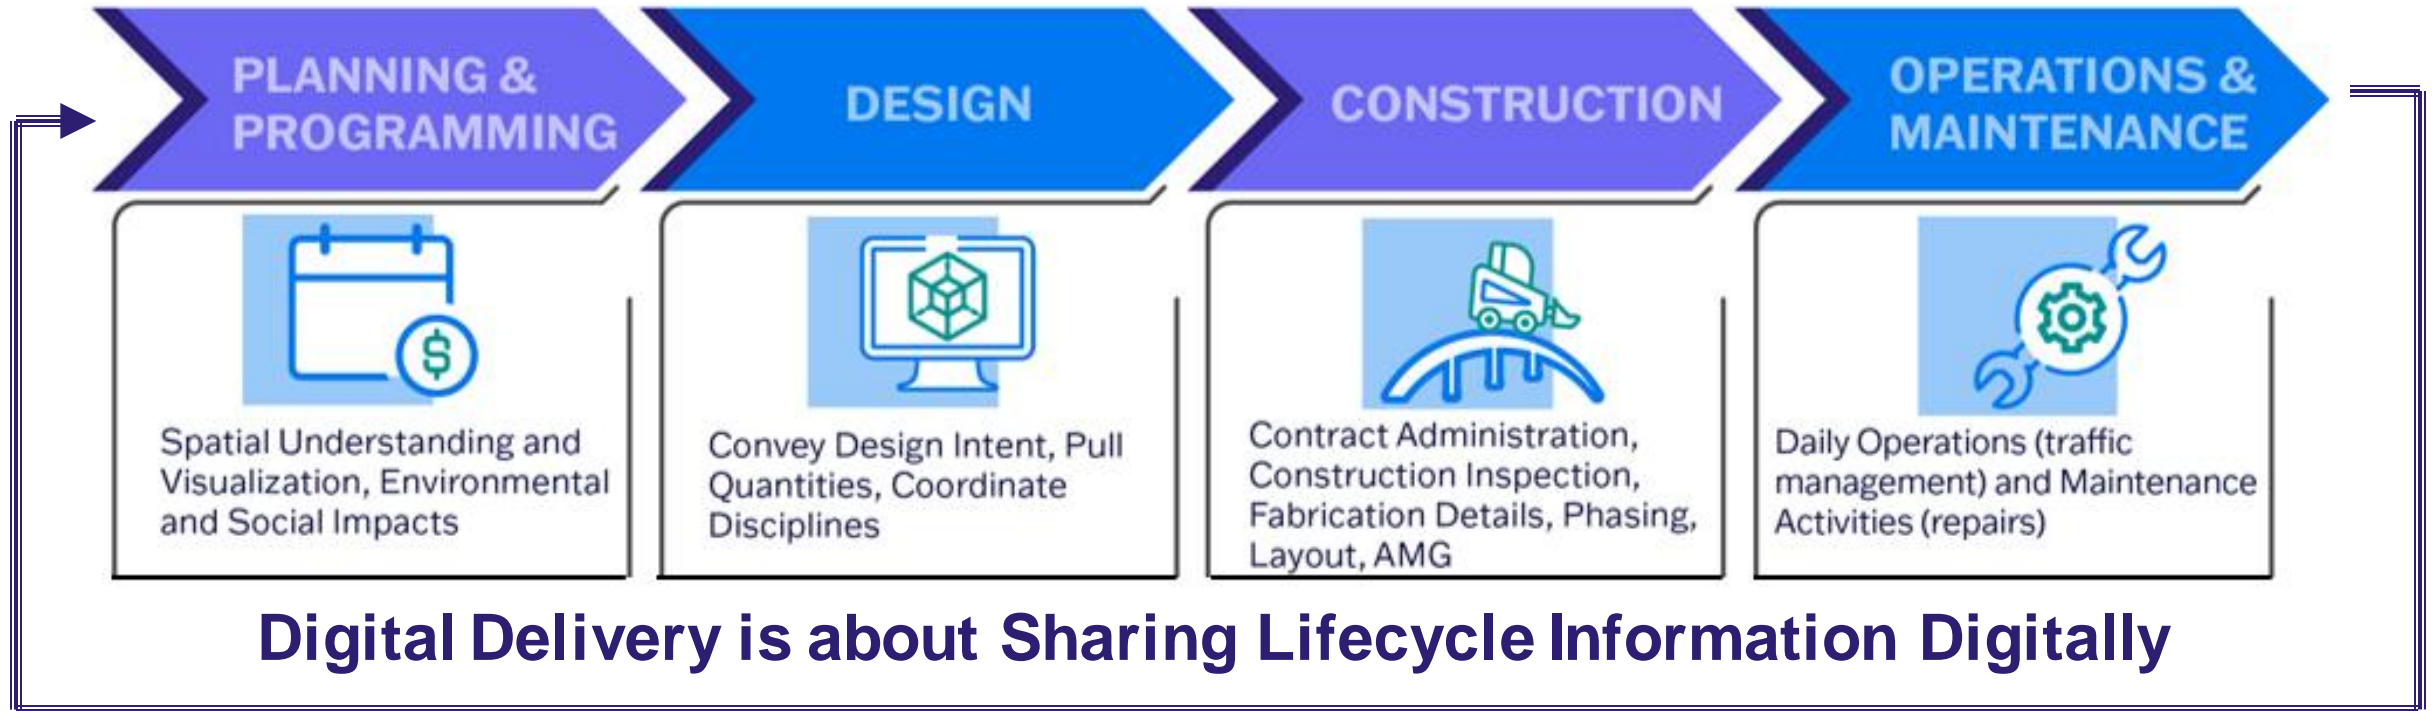 PLANNING &
PROGRAMMING
DESIGN
CONSTRUCTION
OPERATIONS &
MAINTENANCE
$
Spatial Understanding and
Visualization, Environmental
and Social Impacts
Convey Design Intent, Pull
Quantities, Coordinate
Disciplines
Contract Administration,
Construction Inspection,
Fabrication Details, Phasing,
Layout, AMG
Daily Operations (traffic
management) and Maintenance
Activities (repairs)
Digital Delivery is about Sharing Lifecycle Information Digitally